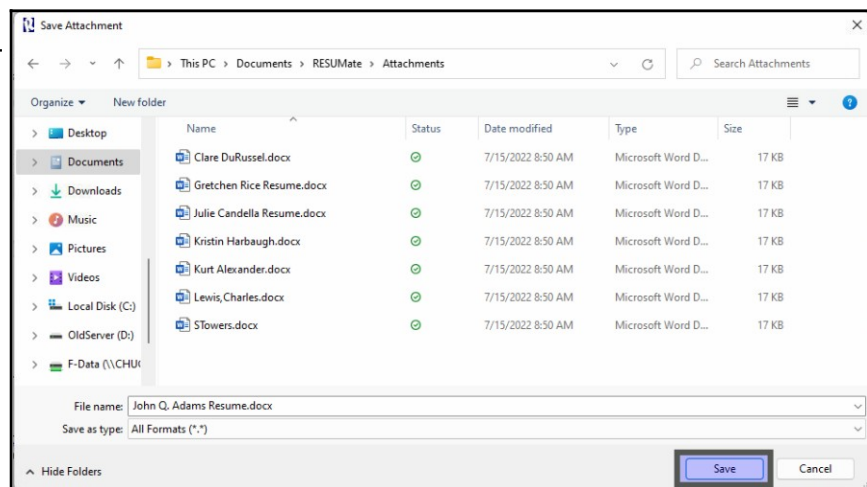 Save Attachment
This PC > Documents > RESUMate > Attachments
Search Attachments
Organize New folder
Name Status Date modified Type Size
Desktop
Documents
Downloads
Music
Pictures
Videos
Local Disk (C:)
OldServer (D:)
F-Data (\\CHU
Clare DuRussel.docx 7/15/2022 8:50 AM Microsoft Word D... 17 KB
Gretchen Rice Resume.docx 7/15/2022 8:50 AM Microsoft Word D... 17 KB
Julie Candella Resume.docx 7/15/2022 8:50 AM Microsoft Word D... 17 KB
Kristin Harbaugh.docx 7/15/2022 8:50 AM Microsoft Word D... 17 KB
Kurt Alexander.docx 7/15/2022 8:50 AM Microsoft Word D... 17 KB
Lewis,Charles.docx 7/15/2022 8:50 AM Microsoft Word D... 17 KB
STowers.docx 7/15/2022 8:50 AM Microsoft Word D... 17 KB
File name: John Q. Adams Resume.docx
Save as type: All Formats (*.*)
Hide Folders
Save Cancel